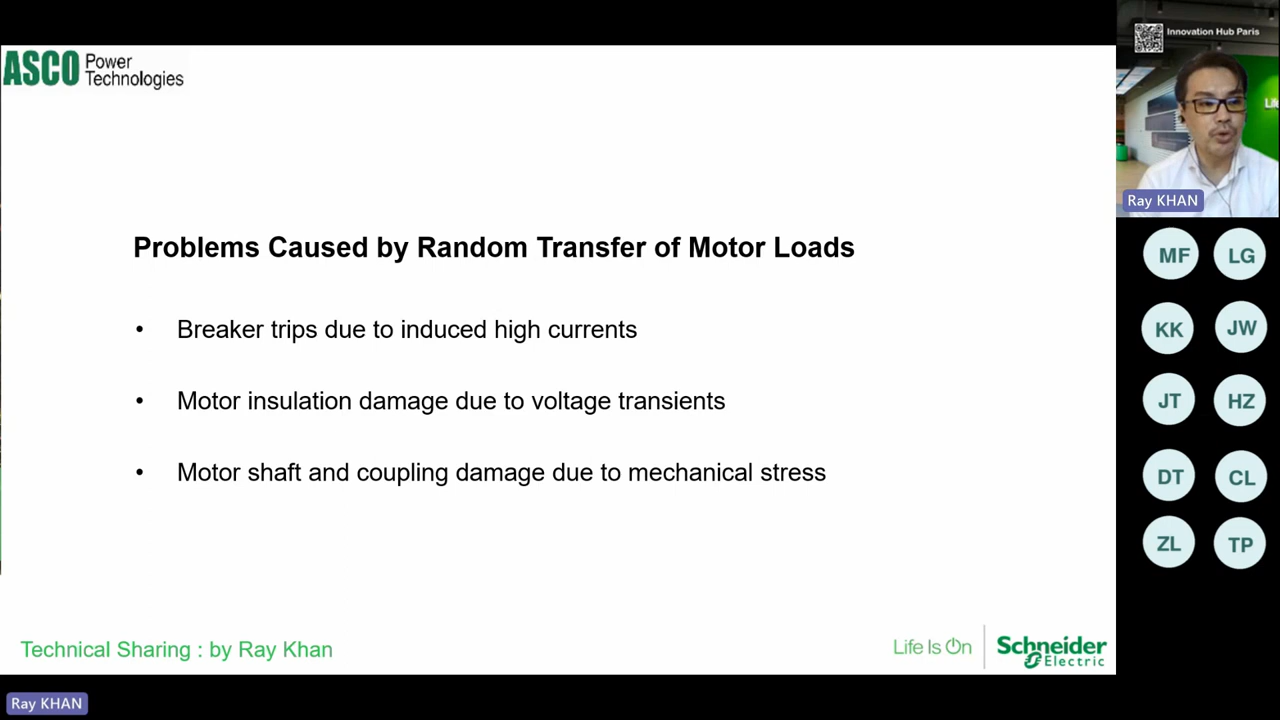 ASCO Power
Technologies
Innovation Hub Paris
Life
Ray KHAN
Problems Caused by Random Transfer of Motor Loads
• Breaker trips due to induced high currents
• Motor insulation damage due to voltage transients
• Motor shaft and coupling damage due to mechanical stress
MF LG
KK JW
JT HZ
DT CL
ZL TP
Technical Sharing : by Ray Khan
Life Is On
Schneider
Electric
Ray KHAN